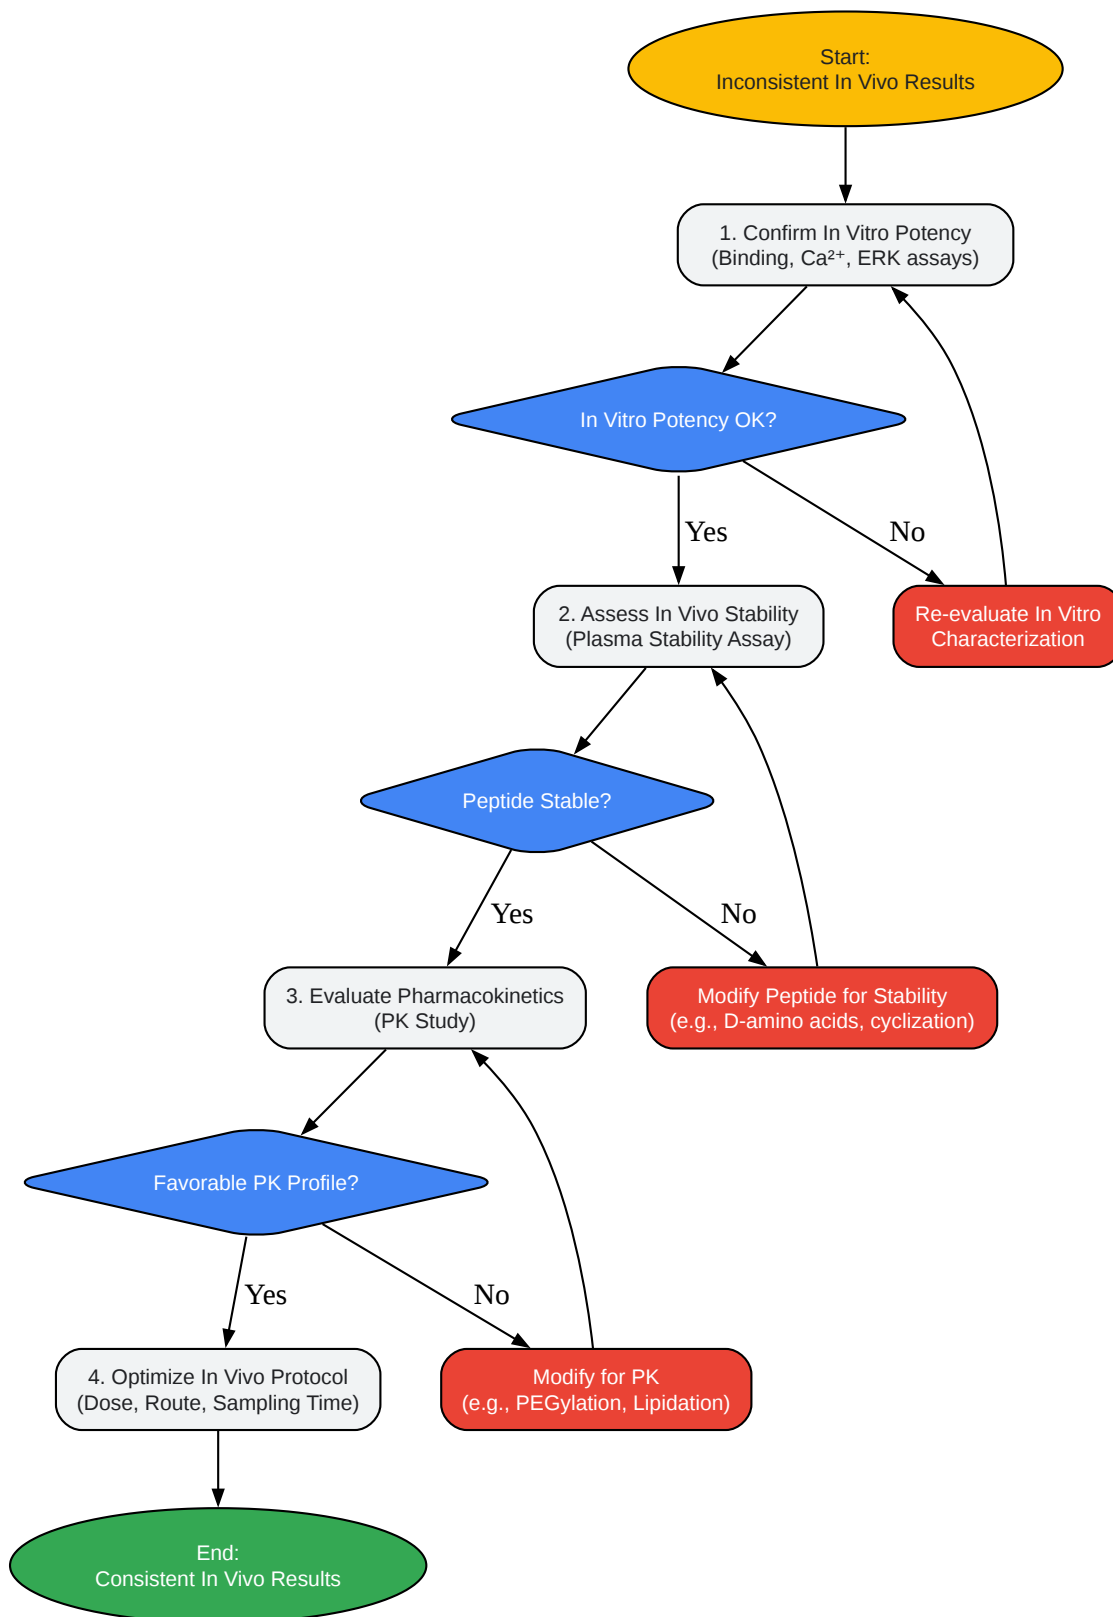 Start:
Inconsistent In Vivo Results
1. Confirm In Vitro Potency
(Binding, Ca²⁺, ERK assays)
In Vitro Potency OK?
Yes
No
2. Assess In Vivo Stability
(Plasma Stability Assay)
Re-evaluate In Vitro
Characterization
Peptide Stable?
Yes
No
3. Evaluate Pharmacokinetics
(PK Study)
Modify Peptide for Stability
(e.g., D-amino acids, cyclization)
Favorable PK Profile?
Yes
No
4. Optimize In Vivo Protocol
(Dose, Route, Sampling Time)
Modify for PK
(e.g., PEGylation, Lipidation)
End:
Consistent In Vivo Results